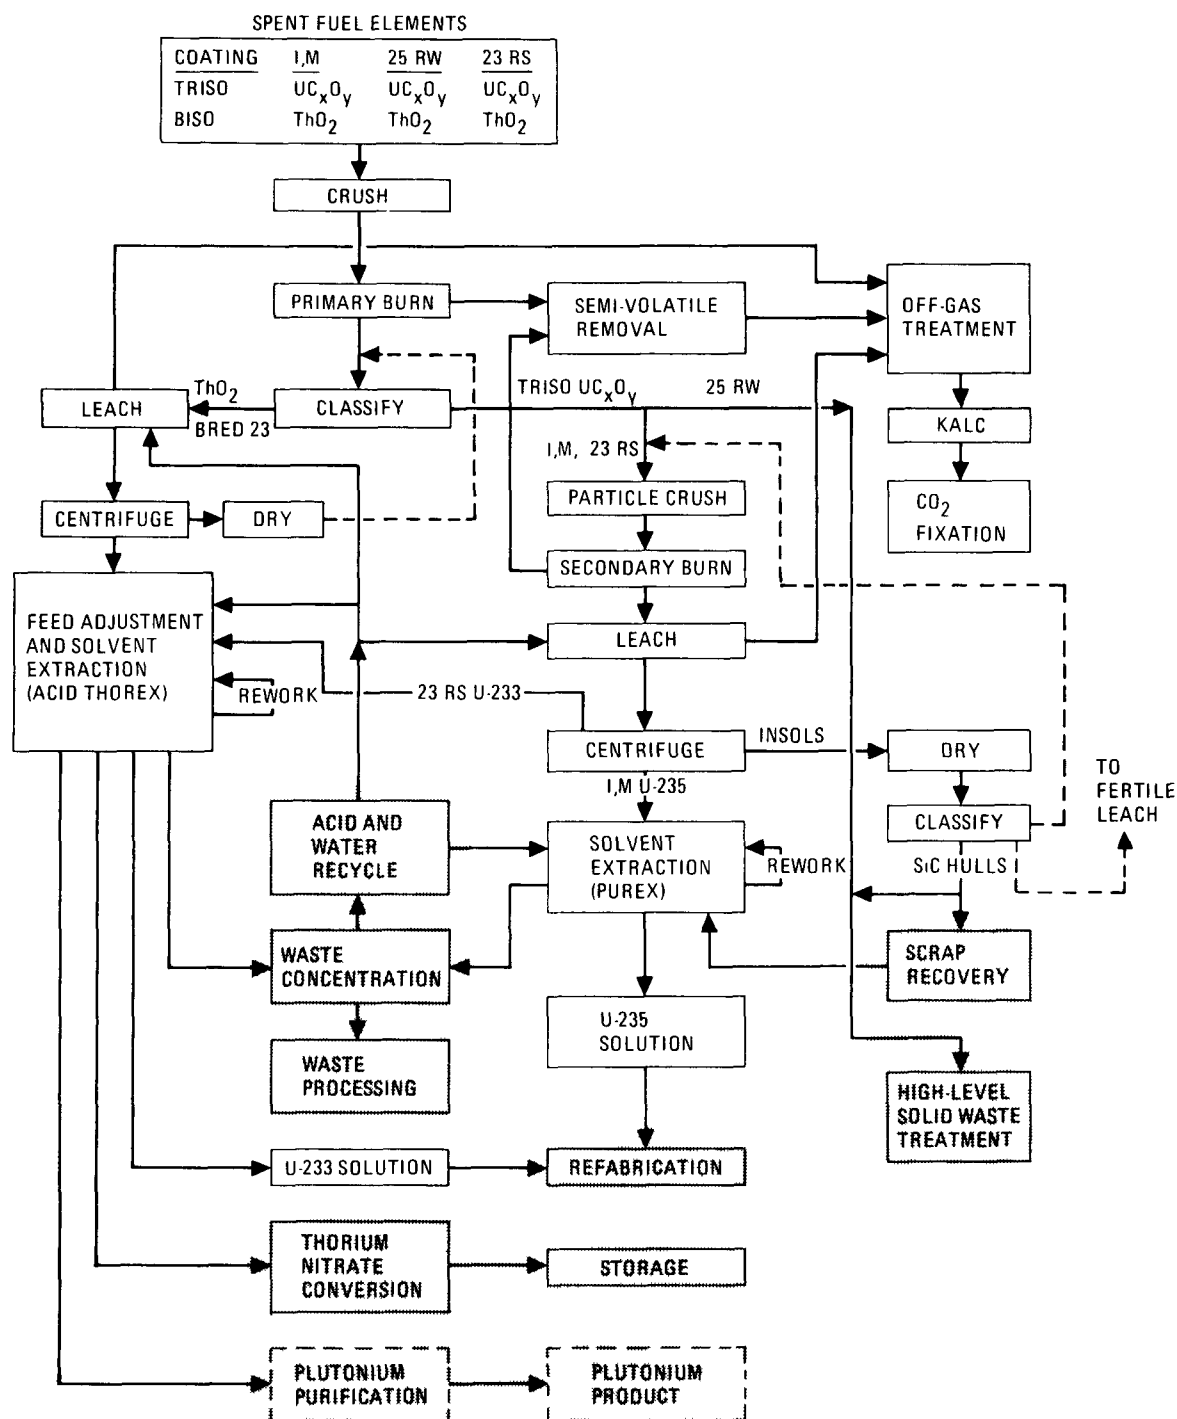 SPENT FUEL ELEMENTS
COATING I,M 25 RW 23 RS
TRISO UCxOy UCxOy UCxOy
BISO ThO2 ThO2 ThO2
CRUSH
PRIMARY BURN
SEMI-VOLATILE
REMOVAL
OFF-GAS
TREATMENT
LEACH
ThO2
BRED 23
CLASSIFY
TRISO UCxOy
25 RW
KALC
I,M, 23 RS
PARTICLE CRUSH
CO2
FIXATION
CENTRIFUGE
DRY
SECONDARY BURN
FEED ADJUSTMENT
AND SOLVENT
EXTRACTION
(ACID THOREX)
LEACH
REWORK
23 RS U-233
CENTRIFUGE
INSOLS
DRY
TO
FERTILE
LEACH
I,M U-235
ACID AND
WATER
RECYCLE
SOLVENT
EXTRACTION
(PUREX)
REWORK
CLASSIFY
SiC HULLS
WASTE
CONCENTRATION
SCRAP
RECOVERY
U-235
SOLUTION
WASTE
PROCESSING
HIGH-LEVEL
SOLID WASTE
TREATMENT
U-233 SOLUTION
REFABRICATION
THORIUM
NITRATE
CONVERSION
STORAGE
PLUTONIUM
PURIFICATION
PLUTONIUM
PRODUCT